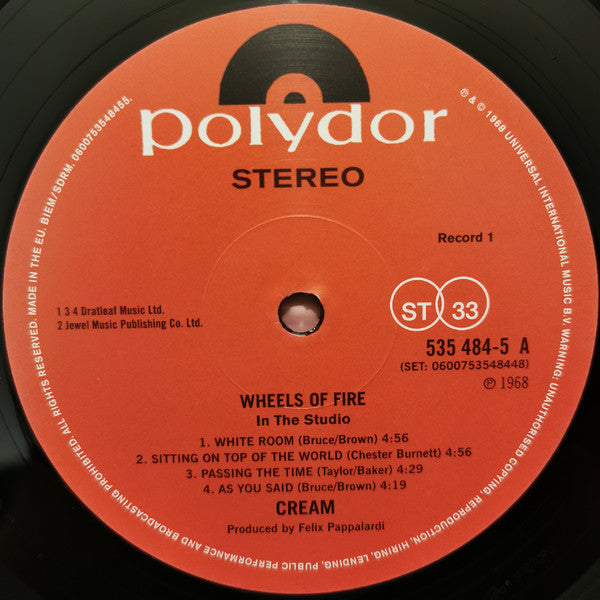 polydor
STEREO
Record 1
ST 33
1 3 4 Dratleaf Music Ltd.
2 Jewel Music Publishing Co. Ltd.
535 484-5 A
(SET: 0600753548448)
℗ 1968
WHEELS OF FIRE
In The Studio
1. WHITE ROOM (Bruce/Brown) 4:56
2. SITTING ON TOP OF THE WORLD (Chester Burnett) 4:56
3. PASSING THE TIME (Taylor/Baker) 4:29
4. AS YOU SAID (Bruce/Brown) 4:19
CREAM
Produced by Felix Pappalardi
℗ & © 1968 UNIVERSAL INTERNATIONAL MUSIC B.V. WARNING: UNAUTHORISED COPYING, REPRODUCTION, HIRING, LENDING, PUBLIC PERFORMANCE AND BROADCASTING PROHIBITED. ALL RIGHTS RESERVED. MADE IN THE EU. BIEM/SDRM. 0600753548455.